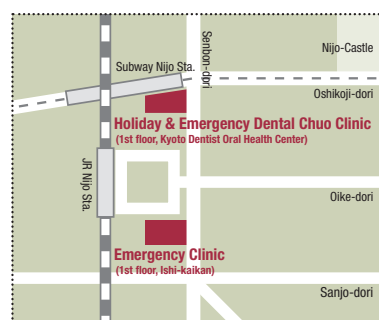 Senbon-dori
Nijo-Castle
Subway Nijo Sta.
Oshikoji-dori
Holiday & Emergency Dental Chuo Clinic
(1st floor, Kyoto Dentist Oral Health Center)
JR Nijo Sta.
Oike-dori
Emergency Clinic
(1st floor, Ishi-kaikan)
Sanjo-dori